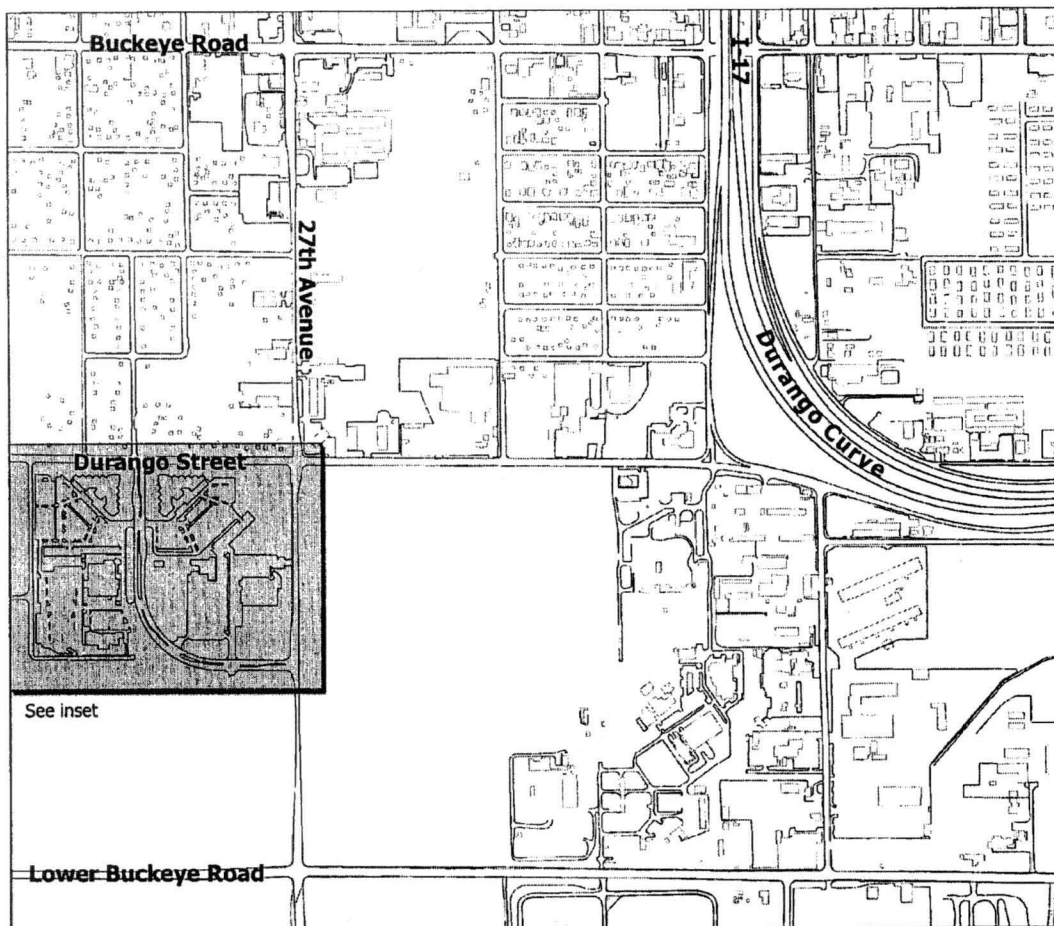 Buckeye Road
I-17
27th Avenue
Durango Curve
Durango Street
See inset
Lower Buckeye Road